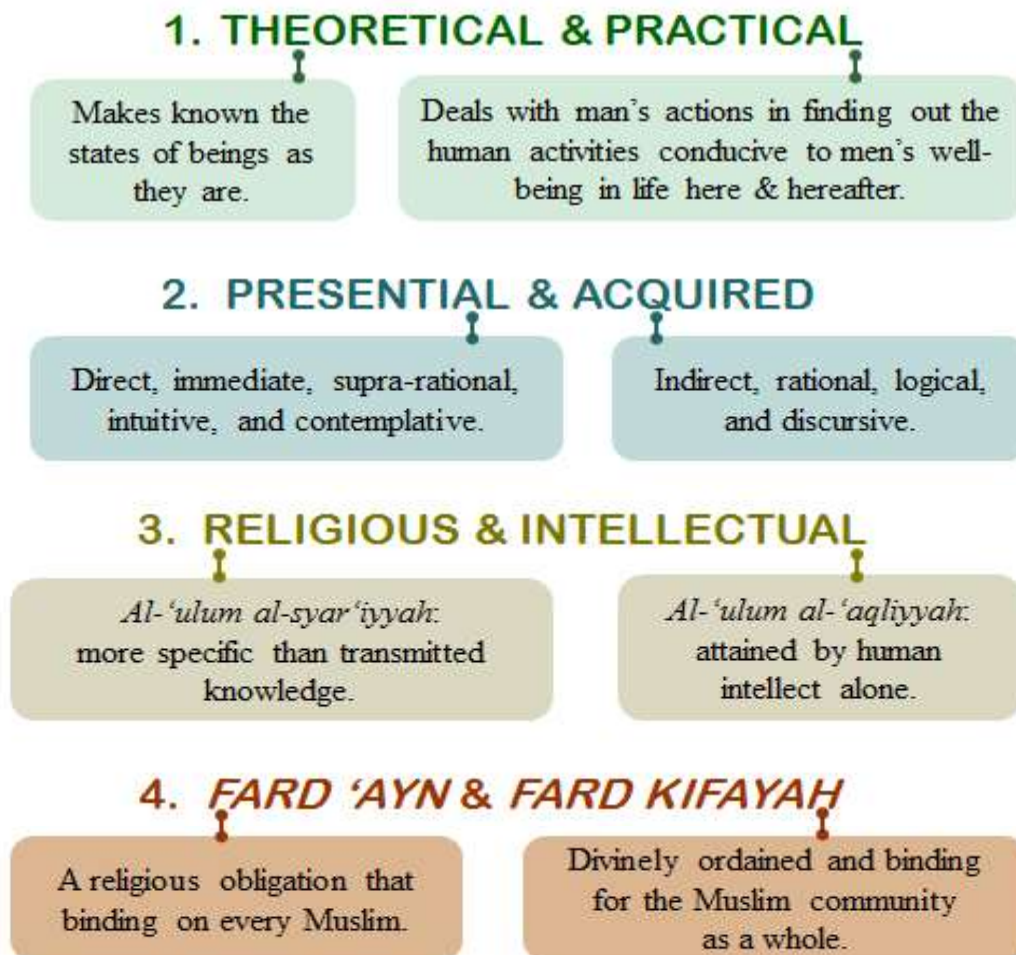 1. THEORETICAL & PRACTICAL
Makes known the
states of beings as
they are.
Deals with man's actions in finding out the
human activities conducive to men's well-
being in life here & hereafter.
2. PRESENTIAL & ACQUIRED
Direct, immediate, supra-rational,
intuitive, and contemplative.
Indirect, rational, logical,
and discursive.
3. RELIGIOUS & INTELLECTUAL
Al-‘ulum al-syar‘iyyah:
more specific than transmitted
knowledge.
Al-‘ulum al-‘aqliyyah:
attained by human
intellect alone.
4. FARD ‘AYN & FARD KIFAYAH
A religious obligation that
binding on every Muslim.
Divinely ordained and binding
for the Muslim community
as a whole.